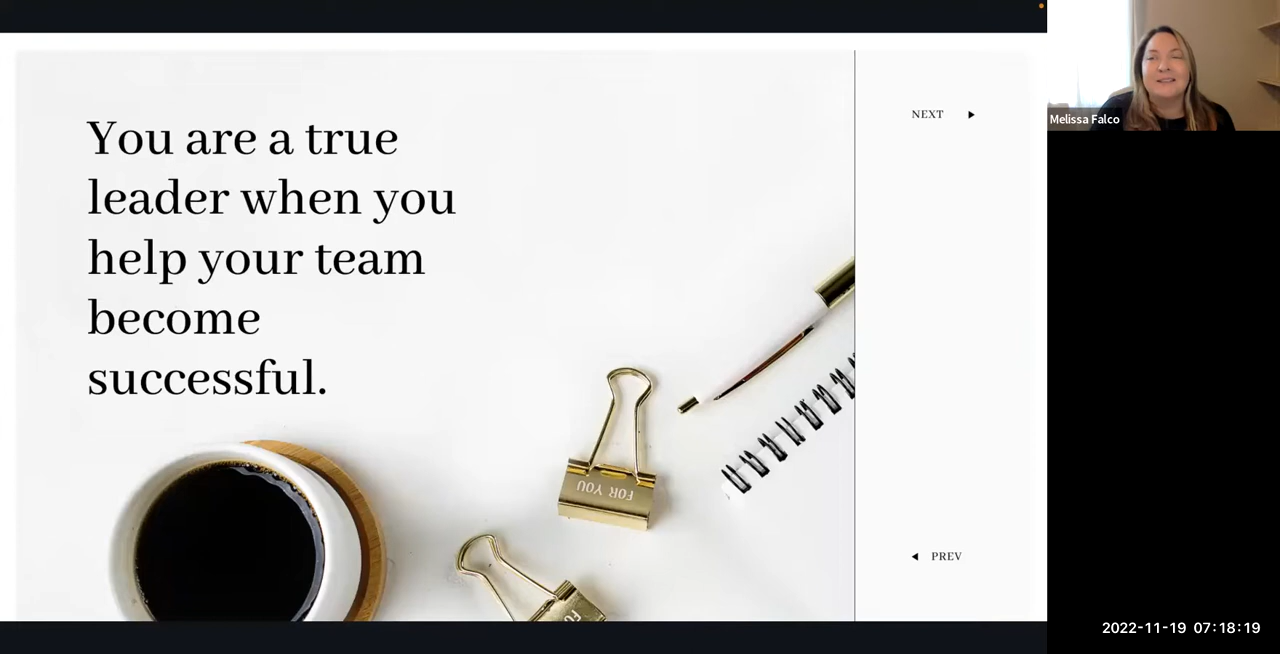 You are a true
leader when you
help your team
become
successful.
NEXT
PREV
FOR YOU
Melissa Falco
2022-11-19 07:18:19